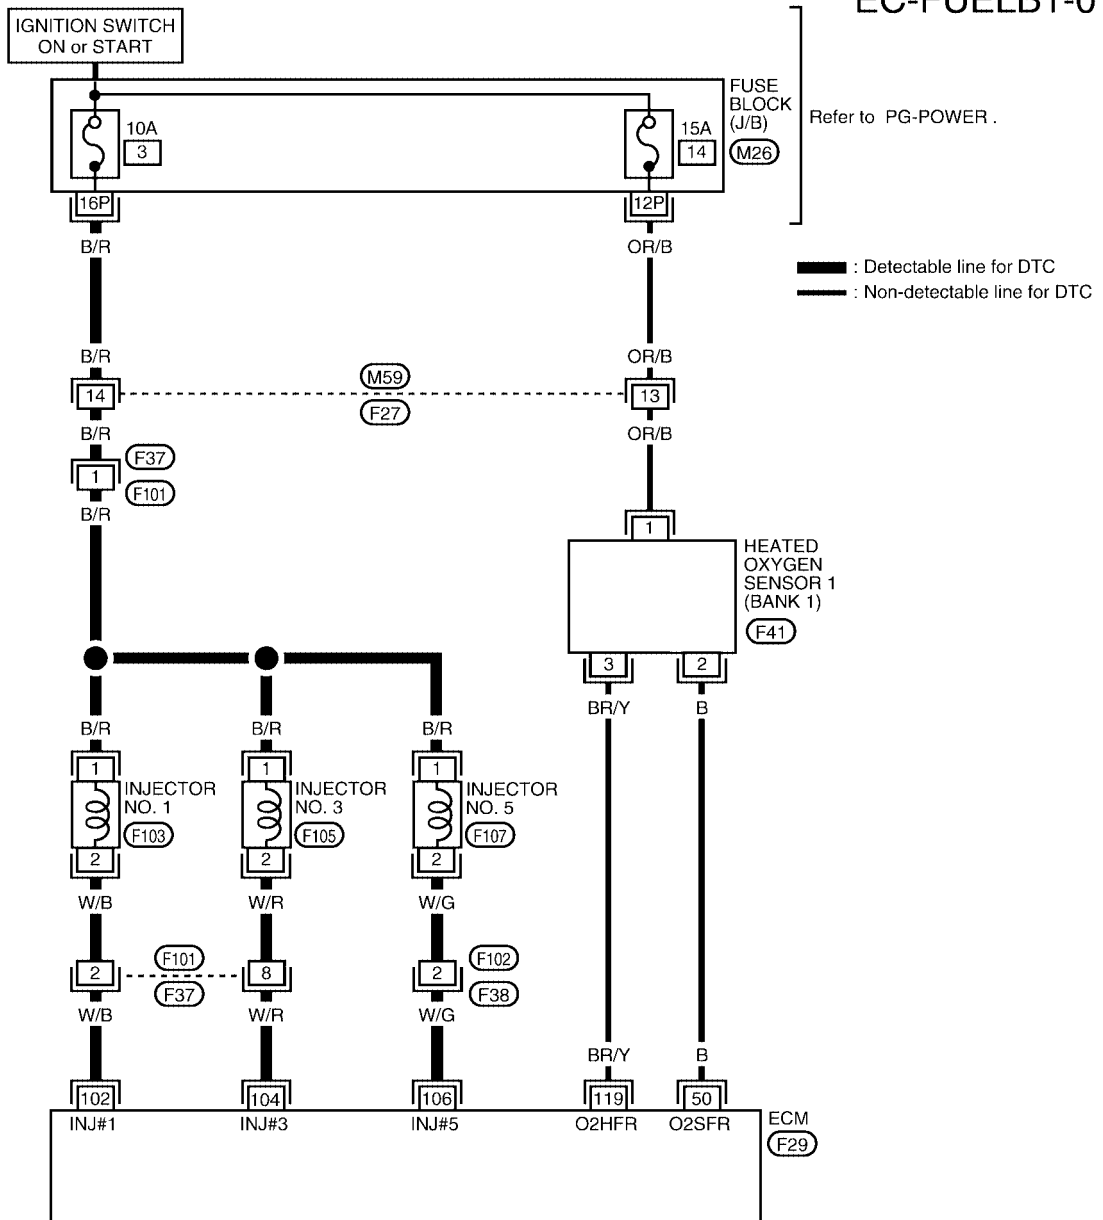 EC-FUELB1-0
IGNITION SWITCH
ON or START
FUSE
BLOCK
(J/B)
M26
Refer to PG-POWER .
10A
3
15A
14
16P
12P
B/R
OR/B
: Detectable line for DTC
: Non-detectable line for DTC
B/R
OR/B
14
M59
F27
13
B/R
OR/B
1
F37
F101
B/R
1
HEATED
OXYGEN
SENSOR 1
(BANK 1)
F41
3
2
BR/Y
B
B/R
B/R
B/R
1
1
1
INJECTOR
NO. 1
F103
INJECTOR
NO. 3
F105
INJECTOR
NO. 5
F107
2
2
2
W/B
W/R
W/G
2
F101
F37
8
2
F102
F38
W/B
W/R
W/G
BR/Y
B
102
104
106
119
50
INJ#1
INJ#3
INJ#5
O2HFR
O2SFR
ECM
F29